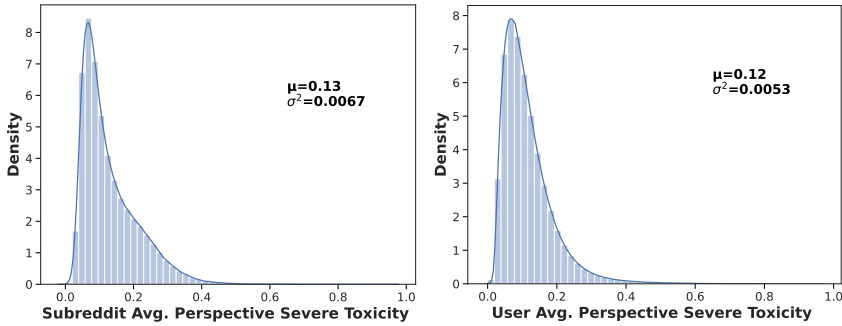 8
7
6
5
4
3
2
1
0
Density
μ=0.13
σ²=0.0067
0.0 0.2 0.4 0.6 0.8 1.0
Subreddit Avg. Perspective Severe Toxicity
8
7
6
5
4
3
2
1
0
Density
μ=0.12
σ²=0.0053
0.0 0.2 0.4 0.6 0.8 1.0
User Avg. Perspective Severe Toxicity